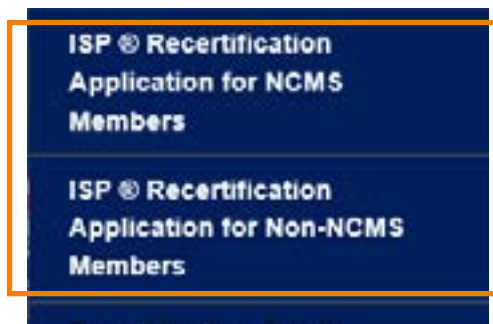 ISP ® Recertification
Application for NCMS
Members
ISP ® Recertification
Application for Non-NCMS
Members